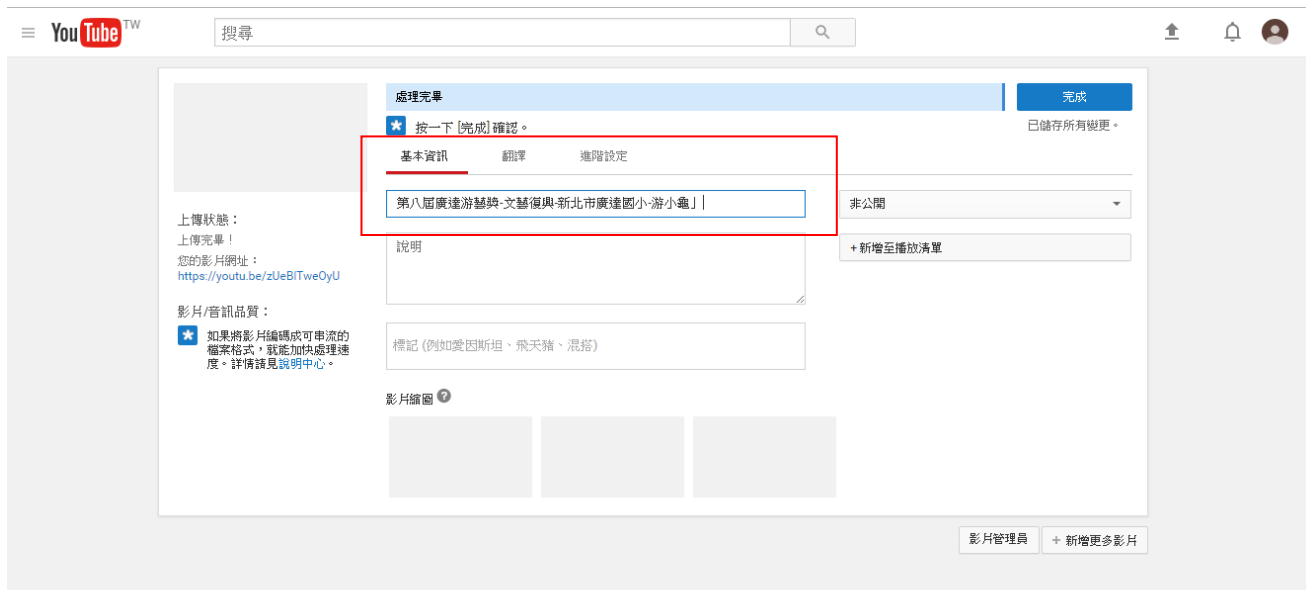 YouTube TW
搜尋
處理完畢
完成
按一下 [完成] 確認。
已儲存所有變更。
基本資訊 翻譯 進階設定
第八屆廣達游藝獎-文藝復興-新北市廣達國小-游小龜」
非公開
說明
+新增至播放清單
上傳狀態：
上傳完畢！
您的影片網址：
https://youtu.be/zUeBITweOyU
影片/音訊品質：
如果將影片編碼成可串流的
檔案格式，就能加快處理速
度。詳情請見說明中心。
標記 (例如愛因斯坦、飛天豬、混搭)
影片縮圖 ?
影片管理員
+ 新增更多影片